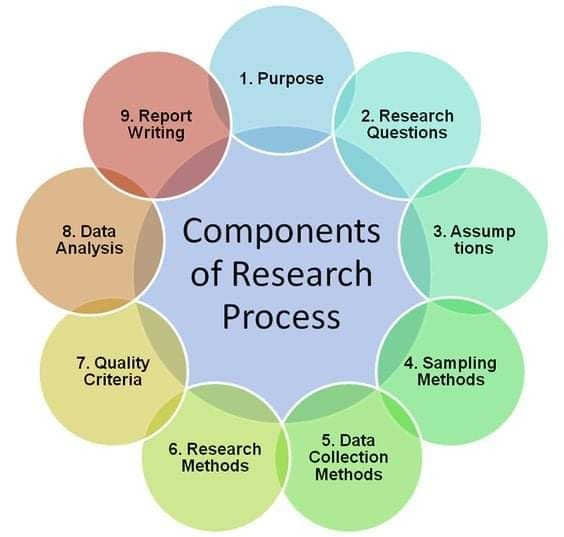 1. Purpose
2. Research
Questions
3. Assump
tions
4. Sampling
Methods
5. Data
Collection
Methods
6. Research
Methods
7. Quality
Criteria
8. Data
Analysis
9. Report
Writing
Components
of Research
Process